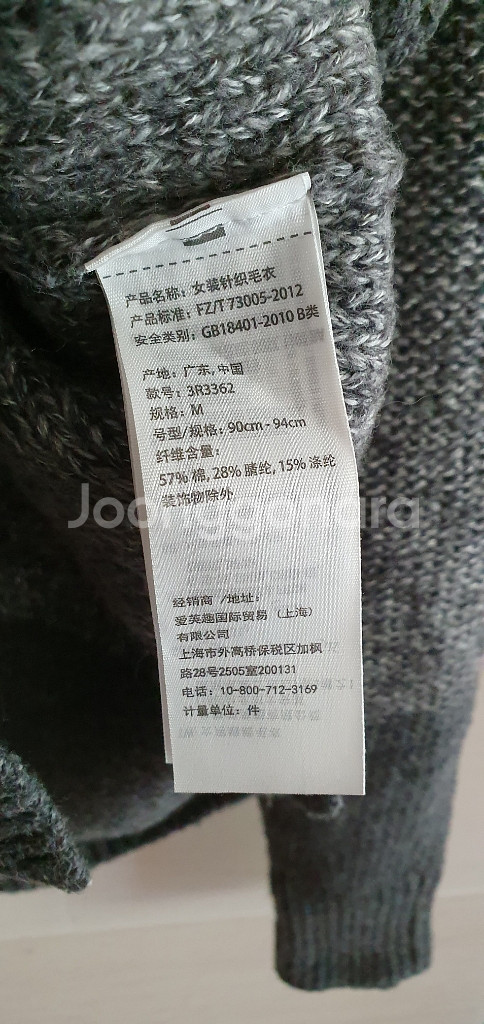 产品名称：女装针织毛衣
产品标准：FZ/T 73005-2012
安全类别：GB18401-2010 B类
产地：广东，中国
款号：3R3362
规格：M
号型/规格：90cm - 94cm
纤维含量：
57% 棉, 28% 腈纶, 15% 涤纶
装饰物除外
Joonggonara
经销商 /地址：
爱芙趣国际贸易（上海）
有限公司
上海市外高桥保税区加枫
路28号2505室200131
电话：10-800-712-3169
计量单位：件